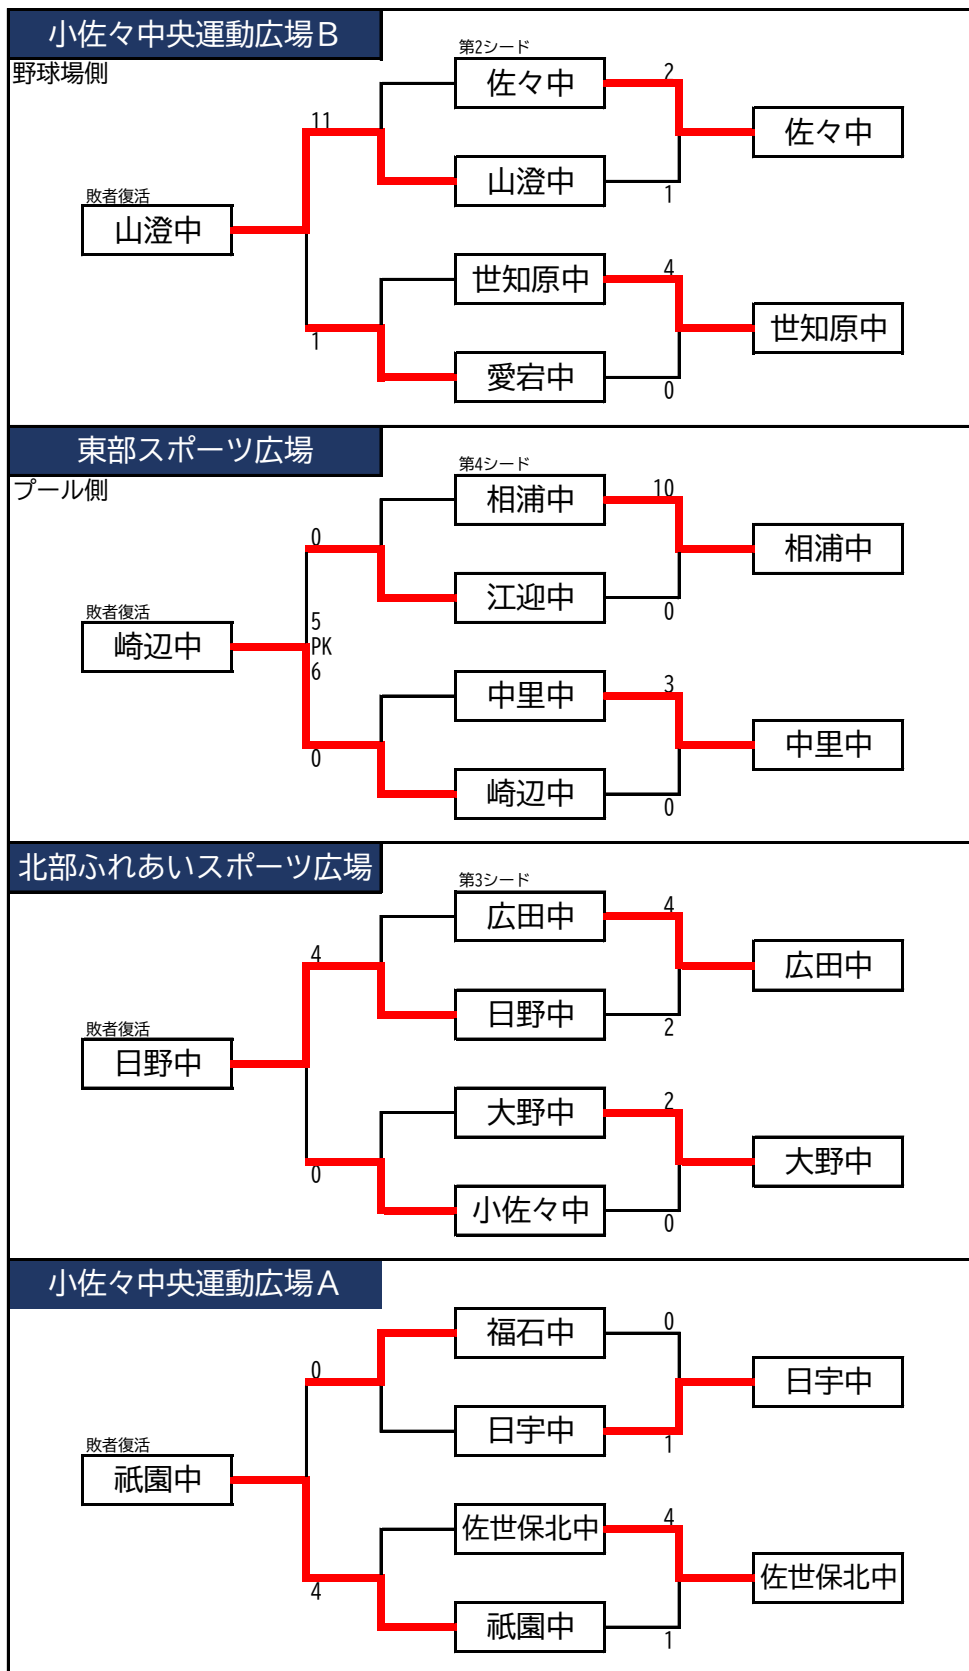 小佐々中央運動広場B
野球場側
第2シード
佐々中
2
佐々中
11
山澄中
1
敗者復活
山澄中
世知原中
4
世知原中
1
愛宕中
0
東部スポーツ広場
プール側
第4シード
相浦中
10
相浦中
0
江迎中
0
敗者復活
崎辺中
5
PK
6
中里中
3
中里中
0
崎辺中
0
北部ふれあいスポーツ広場
第3シード
広田中
4
広田中
4
日野中
2
敗者復活
日野中
大野中
2
大野中
0
小佐々中
0
小佐々中央運動広場A
福石中
0
日宇中
0
日宇中
1
敗者復活
祇園中
佐世保北中
4
佐世保北中
4
祇園中
1